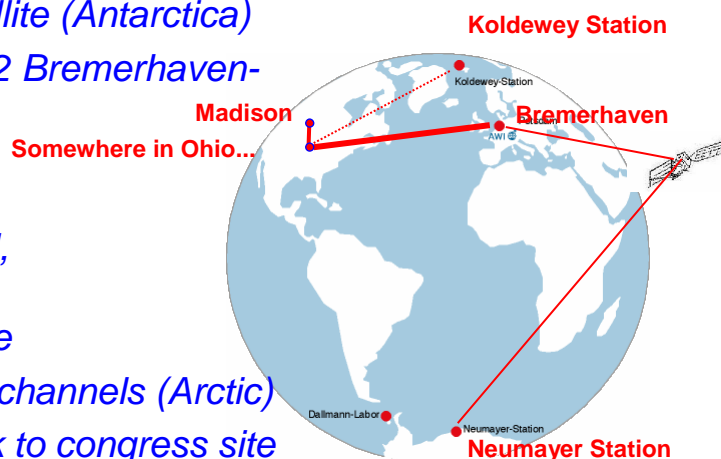 llite (Antarctica)
2 Bremerhaven-
l,
e
channels (Arctic)
k to congress site
Koldewey Station
Koldewey-Station
Madison
Bremerhaven
Potsdam
AWI
Somewhere in Ohio...
Dallmann-Labor
Neumayer-Station
Neumayer Station